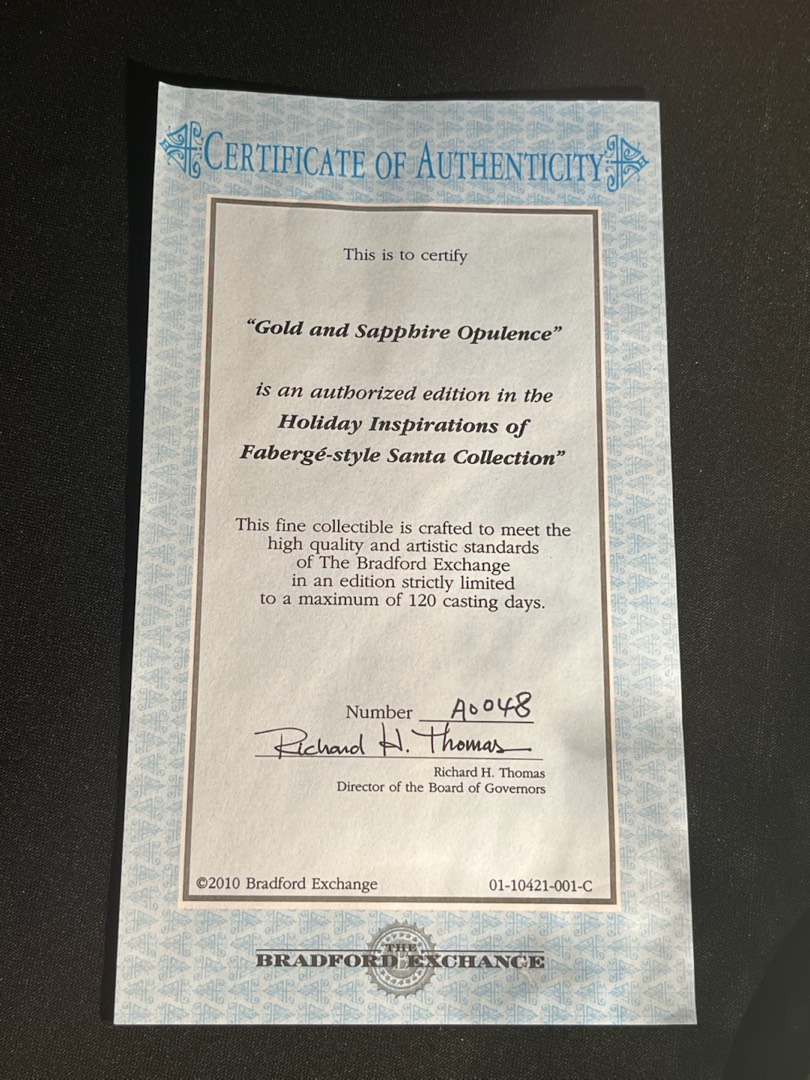 CERTIFICATE OF AUTHENTICITY
This is to certify
“Gold and Sapphire Opulence”
is an authorized edition in the
Holiday Inspirations of
Fabergé-style Santa Collection”
This fine collectible is crafted to meet the
high quality and artistic standards
of The Bradford Exchange
in an edition strictly limited
to a maximum of 120 casting days.
Number A0048
Richard H. Thomas
Richard H. Thomas
Director of the Board of Governors
©2010 Bradford Exchange 01-10421-001-C
THE
BRADFORD EXCHANGE